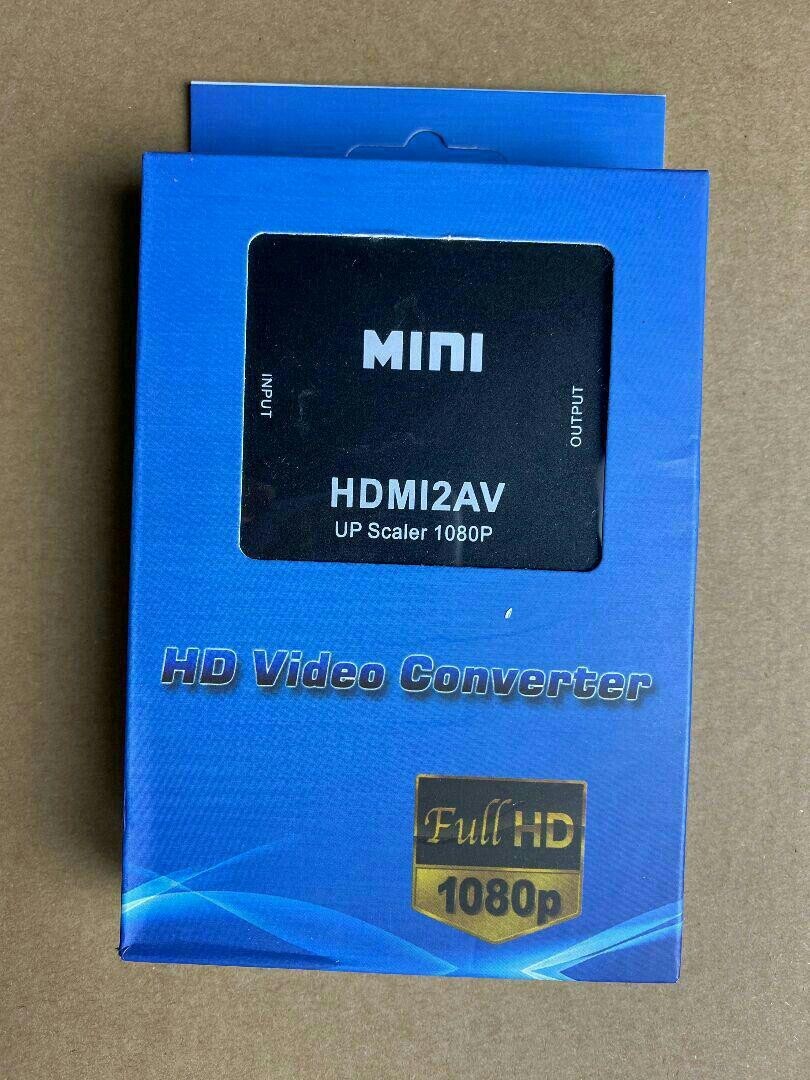 MINI
INPUT
OUTPUT
HDMI2AV
UP Scaler 1080P
HD Video Converter
Full HD
1080p